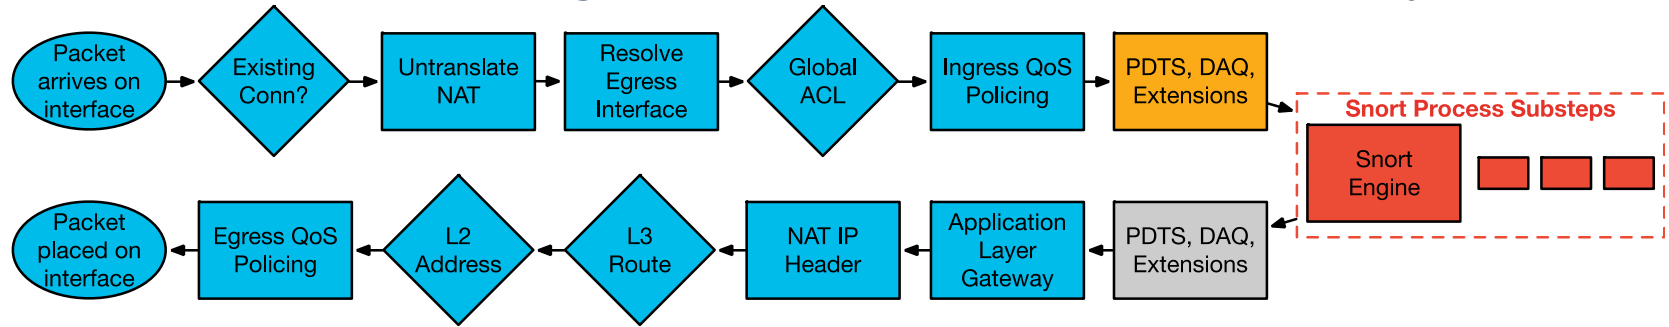 Packet
arrives on
interface
Existing
Conn?
Untranslate
NAT
Resolve
Egress
Interface
Global
ACL
Ingress QoS
Policing
PDTS, DAQ,
Extensions
Snort Process Substeps
Snort
Engine
Packet
placed on
interface
Egress QoS
Policing
L2
Address
L3
Route
NAT IP
Header
Application
Layer
Gateway
PDTS, DAQ,
Extensions